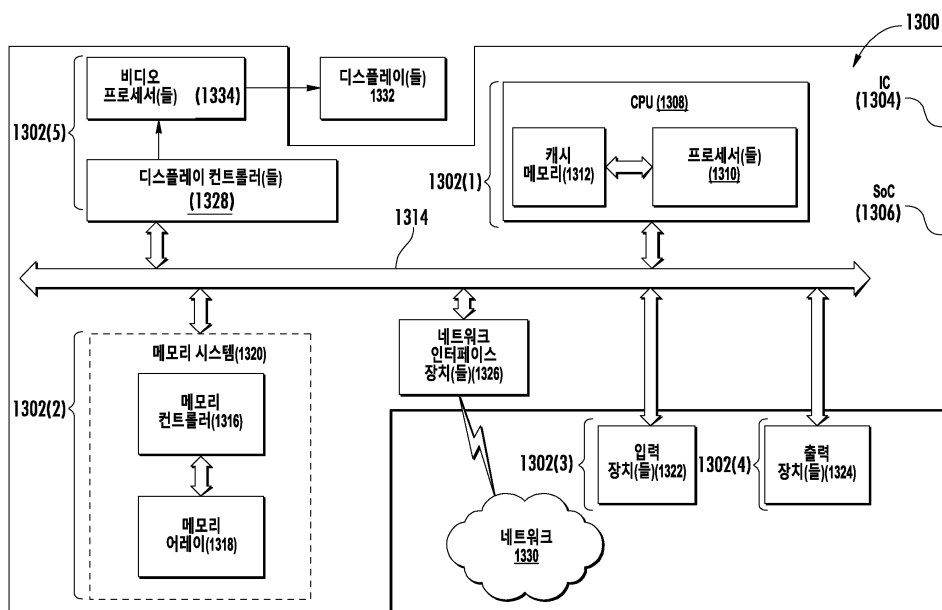 1300
비디오
프로세서(들) (1334)
디스플레이(들)
1332
IC
(1304)
CPU (1308)
1302(5)
캐시
메모리(1312)
프로세서(들)
(1310)
디스플레이 컨트롤러(들)
(1328)
1302(1)
SoC
(1306)
1314
메모리 시스템(1320)
네트워크
인터페이스
장치(들)(1326)
1302(2)
메모리
컨트롤러(1316)
1302(3)
입력
장치(들)(1322)
1302(4)
출력
장치(들)(1324)
메모리
어레이(1318)
네트워크
1330